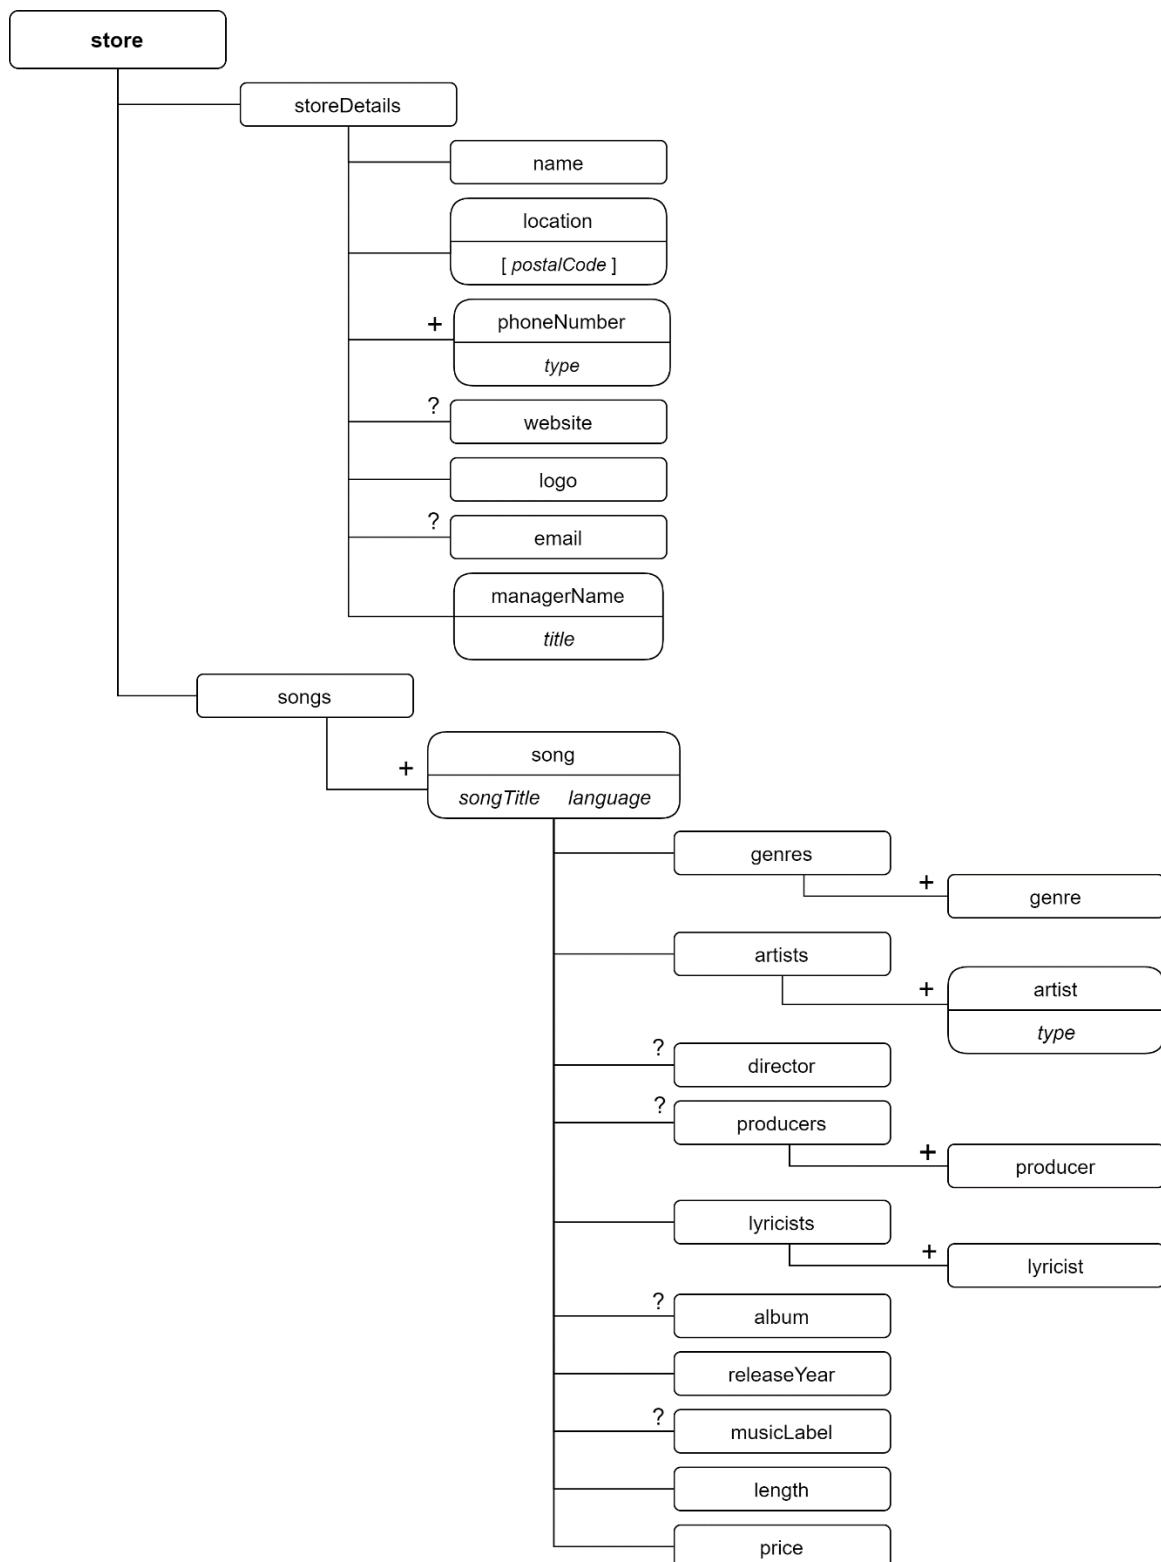 store
storeDetails
name
location
[ postalCode ]
+
phoneNumber
type
?
website
logo
?
email
managerName
title
songs
+
song
songTitle language
genres
+
genre
artists
+
artist
type
?
director
?
producers
+
producer
lyricists
+
lyricist
?
album
releaseYear
?
musicLabel
length
price